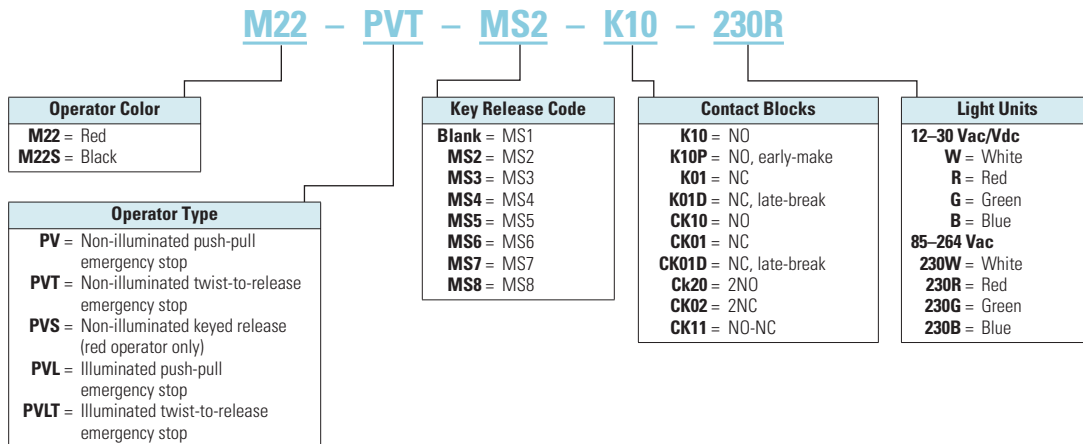 M22 – PVT – MS2 – K10 – 230R
Operator Color
M22 = Red
M22S = Black
Operator Type
PV = Non-illuminated push-pull
emergency stop
PVT = Non-illuminated twist-to-release
emergency stop
PVS = Non-illuminated keyed release
(red operator only)
PVL = Illuminated push-pull
emergency stop
PVLT = Illuminated twist-to-release
emergency stop
Key Release Code
Blank = MS1
MS2 = MS2
MS3 = MS3
MS4 = MS4
MS5 = MS5
MS6 = MS6
MS7 = MS7
MS8 = MS8
Contact Blocks
K10 = NO
K10P = NO, early-make
K01 = NC
K01D = NC, late-break
CK10 = NO
CK01 = NC
CK01D = NC, late-break
Ck20 = 2NO
CK02 = 2NC
CK11 = NO-NC
Light Units
12–30 Vac/Vdc
W = White
R = Red
G = Green
B = Blue
85–264 Vac
230W = White
230R = Red
230G = Green
230B = Blue